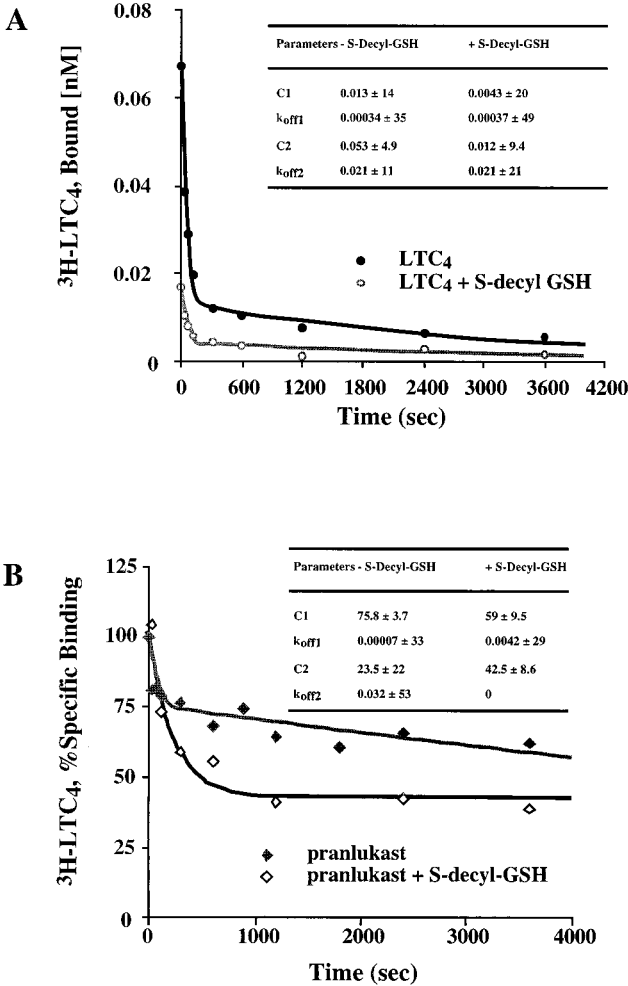 A
0.08
0.06
0.04
0.02
0
³H-LTC₄, Bound [nM]
Parameters - S-Decyl-GSH + S-Decyl-GSH
C1 0.013 ± 14 0.0043 ± 20
koff1 0.00034 ± 35 0.00037 ± 49
C2 0.053 ± 4.9 0.012 ± 9.4
koff2 0.021 ± 11 0.021 ± 21
LTC₄
LTC₄ + S-decyl GSH
0 600 1200 1800 2400 3000 3600 4200
Time (sec)
B
125
100
75
50
25
0
³H-LTC₄, %Specific Binding
Parameters - S-Decyl-GSH + S-Decyl-GSH
C1 75.8 ± 3.7 59 ± 9.5
koff1 0.00007 ± 33 0.0042 ± 29
C2 23.5 ± 22 42.5 ± 8.6
koff2 0.032 ± 53 0
pranlukast
pranlukast + S-decyl-GSH
0 1000 2000 3000 4000
Time (sec)